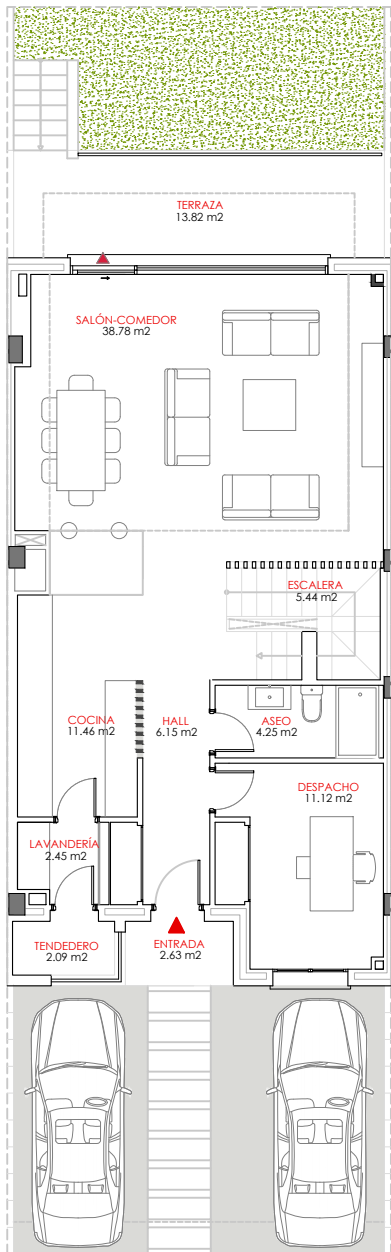 TERRAZA
13.82 m2
SALÓN-COMEDOR
38.78 m2
ESCALERA
5.44 m2
COCINA
11.46 m2
HALL
6.15 m2
ASEO
4.25 m2
DESPACHO
11.12 m2
LAVANDERÍA
2.45 m2
TENDEDERO
2.09 m2
ENTRADA
2.63 m2